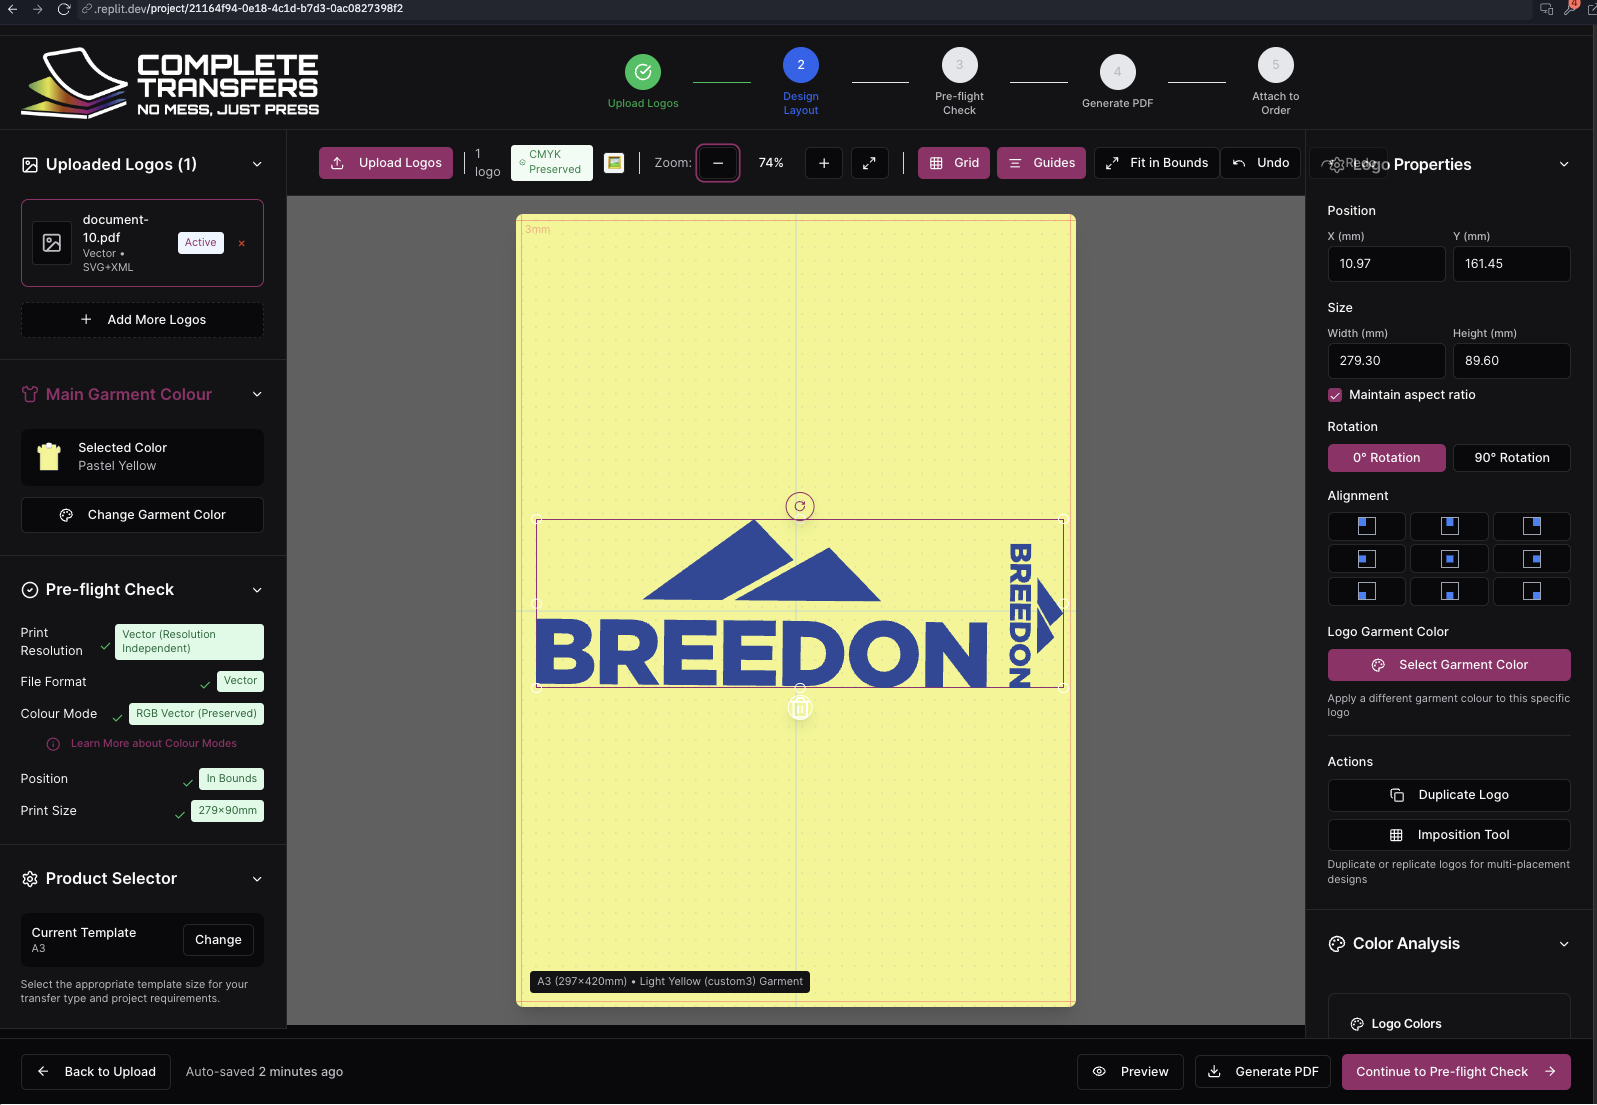 .replit.dev/project/21164f94-0e18-4c1d-b7d3-0ac0827398f2
4
COMPLETE
TRANSFERS
NO MESS, JUST PRESS
Upload Logos
2
Design
Layout
3
Pre-flight
Check
4
Generate PDF
5
Attach to
Order
Uploaded Logos (1)
document-
10.pdf
Vector •
SVG+XML
Active
×
Add More Logos
Main Garment Colour
Selected Color
Pastel Yellow
Change Garment Color
Pre-flight Check
Print
Resolution
Vector (Resolution
Independent)
File Format
Vector
Colour Mode
RGB Vector (Preserved)
Learn More about Colour Modes
Position
In Bounds
Print Size
279×90mm
Product Selector
Current Template
A3
Change
Select the appropriate template size for your
transfer type and project requirements.
Upload Logos
1
logo
CMYK
Preserved
Zoom:
74%
Grid
Guides
Fit in Bounds
Undo
Redo
3mm
BREEDON
BREEDON
A3 (297×420mm) • Light Yellow (custom3) Garment
Logo Properties
Position
X (mm)
Y (mm)
10.97
161.45
Size
Width (mm)
Height (mm)
279.30
89.60
Maintain aspect ratio
Rotation
0° Rotation
90° Rotation
Alignment
Logo Garment Color
Select Garment Color
Apply a different garment colour to this specific
logo
Actions
Duplicate Logo
Imposition Tool
Duplicate or replicate logos for multi-placement
designs
Color Analysis
Logo Colors
Back to Upload
Auto-saved 2 minutes ago
Preview
Generate PDF
Continue to Pre-flight Check